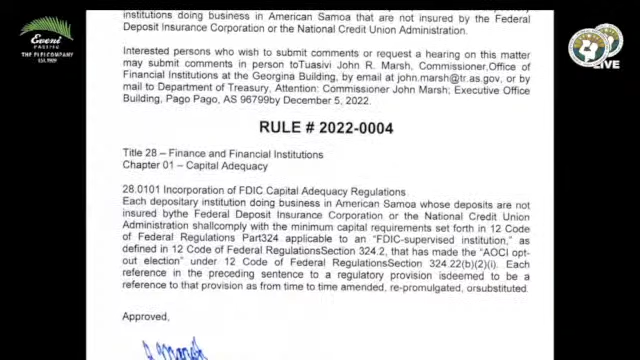 institutions doing business in American Samoa that are not insured by the Federal
Deposit Insurance Corporation or the National Credit Union Administration.
Interested persons who wish to submit comments or request a hearing on this matter
may submit comments in person toTuasivi John R. Marsh, Commissioner,Office of
Financial Institutions at the Georgina Building, by email at john.marsh@tr.as.gov, or by
mail to Department of Treasury, Attention: Commissioner John Marsh; Executive Office
Building, Pago Pago, AS 96799by December 5, 2022.
RULE # 2022-0004
Title 28 – Finance and Financial Institutions
Chapter 01 – Capital Adequacy
28.0101 Incorporation of FDIC Capital Adequacy Regulations
Each depositary institution doing business in American Samoa whose deposits are not
insured bythe Federal Deposit Insurance Corporation or the National Credit Union
Administration shallcomply with the minimum capital requirements set forth in 12 Code
of Federal Regulations Part324 applicable to an “FDIC-supervised institution,” as
defined in 12 Code of Federal RegulationsSection 324.2, that has made the “AOCI opt-
out election” under 12 Code of Federal RegulationsSection 324.22(b)(2)(i). Each
reference in the preceding sentence to a regulatory provision isdeemed to be a
reference to that provision as from time to time amended, re-promulgated, orsubstituted.
Approved,
Eveni
PACIFIC
THE FLEX COMPANY
LIVE